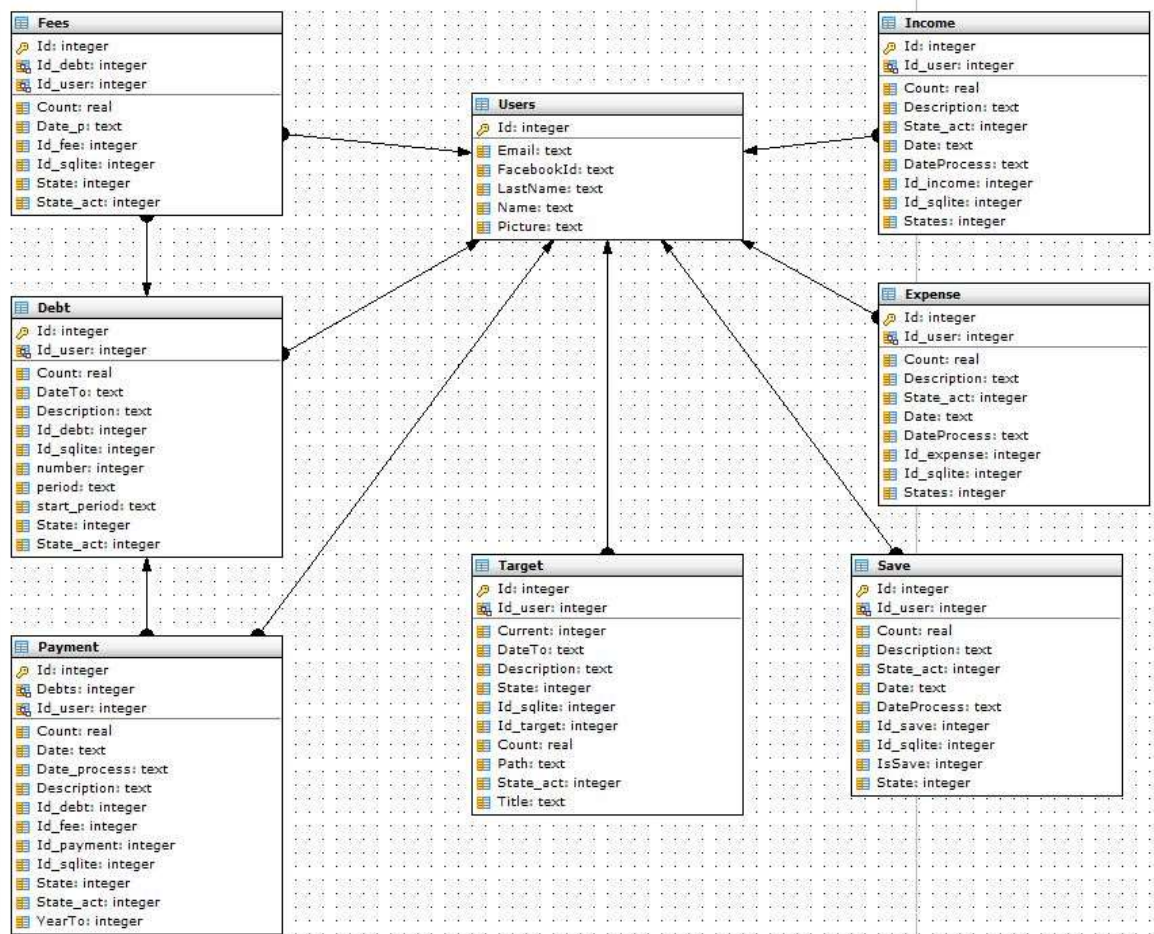 Fees
Id: integer
Id_debt: integer
Id_user: integer
Count: real
Date_p: text
Id_fee: integer
Id_sqlite: integer
State: integer
State_act: integer
Users
Id: integer
Email: text
FacebookId: text
LastName: text
Name: text
Picture: text
Income
Id: integer
Id_user: integer
Count: real
Description: text
State_act: integer
Date: text
DateProcess: text
Id_income: integer
Id_sqlite: integer
States: integer
Debt
Id: integer
Id_user: integer
Count: real
DateTo: text
Description: text
Id_debt: integer
Id_sqlite: integer
number: integer
period: text
start_period: text
State: integer
State_act: integer
Expense
Id: integer
Id_user: integer
Count: real
Description: text
State_act: integer
Date: text
DateProcess: text
Id_expense: integer
Id_sqlite: integer
States: integer
Payment
Id: integer
Debts: integer
Id_user: integer
Count: real
Date: text
Date_process: text
Description: text
Id_debt: integer
Id_fee: integer
Id_payment: integer
Id_sqlite: integer
State: integer
State_act: integer
YearTo: integer
Target
Id: integer
Id_user: integer
Current: integer
DateTo: text
Description: text
State: integer
Id_sqlite: integer
Id_target: integer
Count: real
Path: text
State_act: integer
Title: text
Save
Id: integer
Id_user: integer
Count: real
Description: text
State_act: integer
Date: text
DateProcess: text
Id_save: integer
Id_sqlite: integer
IsSave: integer
State: integer